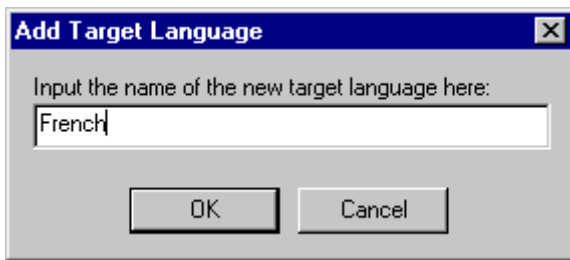 Add Target Language
Input the name of the new target language here:
French
OK
Cancel